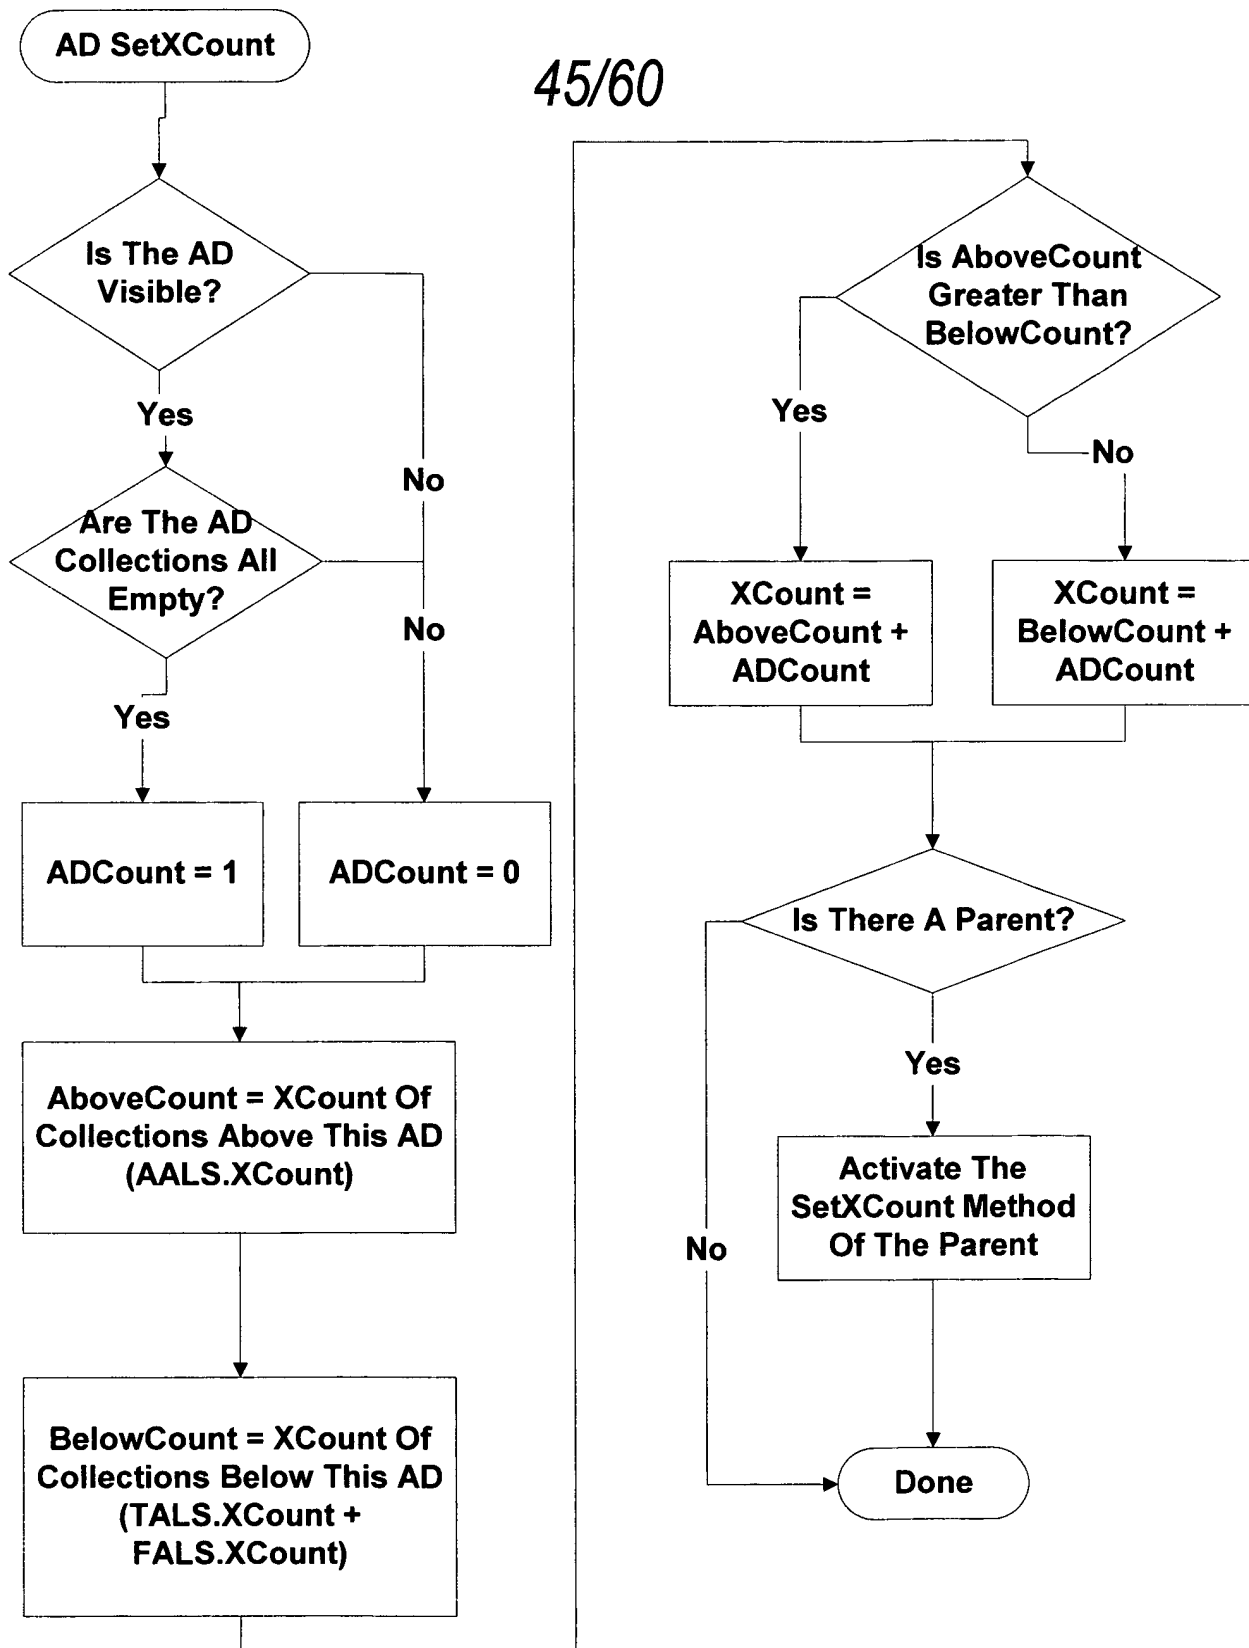 AD SetXCount
45/60
Is The AD
Visible?
Yes
No
Are The AD
Collections All
Empty?
No
Yes
ADCount = 1
ADCount = 0
AboveCount = XCount Of
Collections Above This AD
(AALS.XCount)
BelowCount = XCount Of
Collections Below This AD
(TALS.XCount +
FALS.XCount)
Is AboveCount
Greater Than
BelowCount?
Yes
No
XCount =
AboveCount +
ADCount
XCount =
BelowCount +
ADCount
Is There A Parent?
Yes
No
Activate The
SetXCount Method
Of The Parent
Done